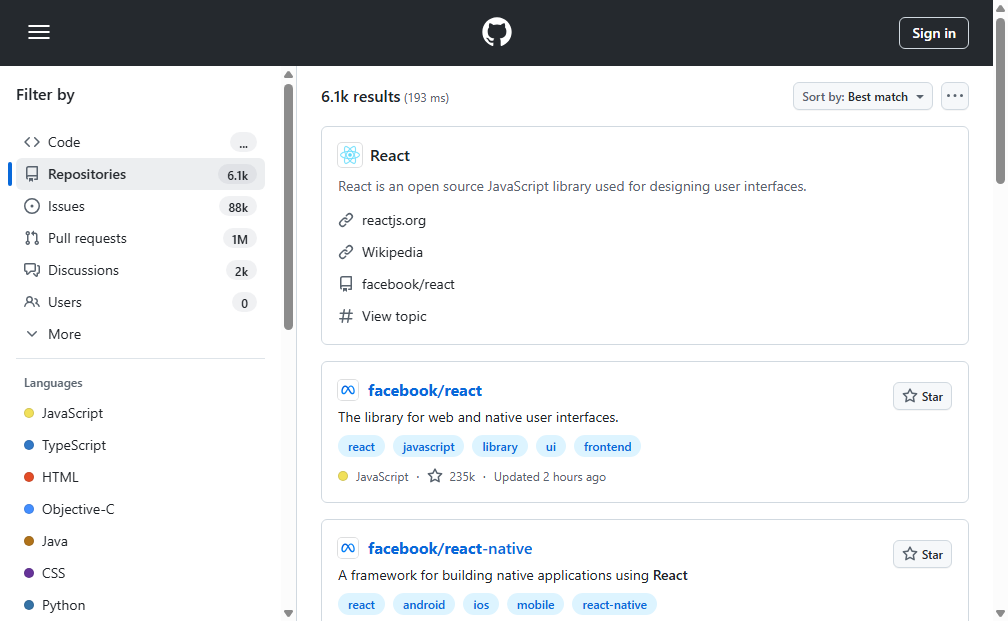 Sign in
Filter by
Code ...
Repositories 6.1k
Issues 88k
Pull requests 1M
Discussions 2k
Users 0
More
Languages
JavaScript
TypeScript
HTML
Objective-C
Java
CSS
Python
6.1k results (193 ms)
Sort by: Best match
React
React is an open source JavaScript library used for designing user interfaces.
reactjs.org
Wikipedia
facebook/react
View topic
facebook/react
Star
The library for web and native user interfaces.
react javascript library ui frontend
JavaScript · 235k · Updated 2 hours ago
facebook/react-native
Star
A framework for building native applications using React
react android ios mobile react-native